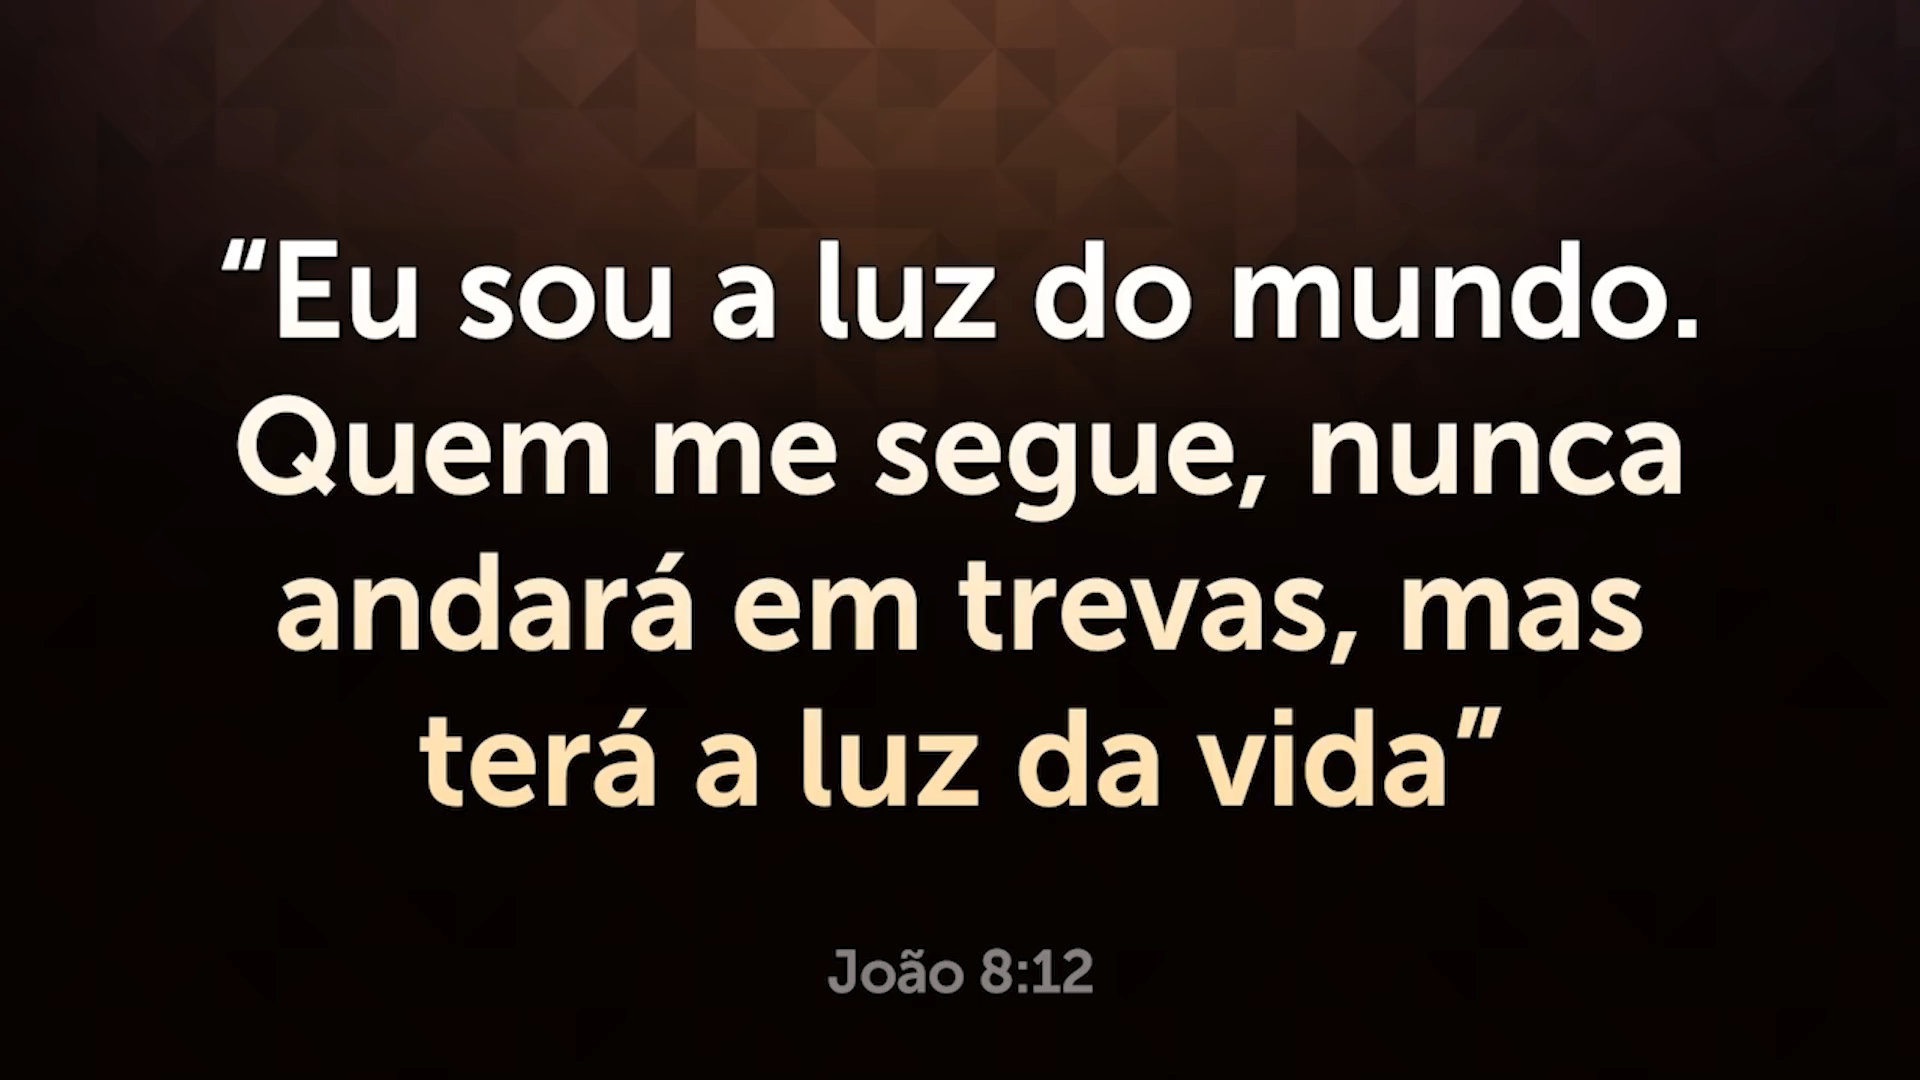 “Eu sou a luz do mundo.
Quem me segue, nunca
andará em trevas, mas
terá a luz da vida”
João 8:12